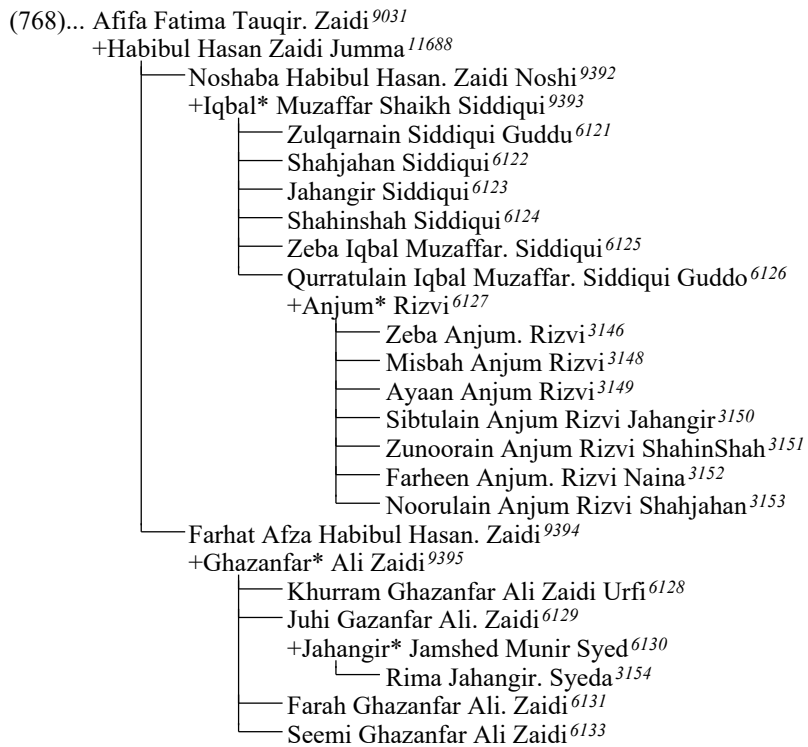 (768)... Afifa Fatima Tauqir. Zaidi 9031
+Habibul Hasan Zaidi Jumma 11688
Noshaba Habibul Hasan. Zaidi Noshi 9392
+Iqbal* Muzaffar Shaikh Siddiqui 9393
Zulqarnain Siddiqui Guddu 6121
Shahjahan Siddiqui 6122
Jahangir Siddiqui 6123
Shahinshah Siddiqui 6124
Zeba Iqbal Muzaffar. Siddiqui 6125
Qurratulain Iqbal Muzaffar. Siddiqui Guddo 6126
+Anjum* Rizvi 6127
Zeba Anjum. Rizvi 3146
Misbah Anjum Rizvi 3148
Ayaan Anjum Rizvi 3149
Sibtulain Anjum Rizvi Jahangir 3150
Zunoorain Anjum Rizvi ShahinShah 3151
Farheen Anjum. Rizvi Naina 3152
Noorulain Anjum Rizvi Shahjahan 3153
Farhat Afza Habibul Hasan. Zaidi 9394
+Ghazanfar* Ali Zaidi 9395
Khurram Ghazanfar Ali Zaidi Urfi 6128
Juhi Gazanfar Ali. Zaidi 6129
+Jahangir* Jamshed Munir Syed 6130
Rima Jahangir. Syeda 3154
Farah Ghazanfar Ali. Zaidi 6131
Seemi Ghazanfar Ali Zaidi 6133